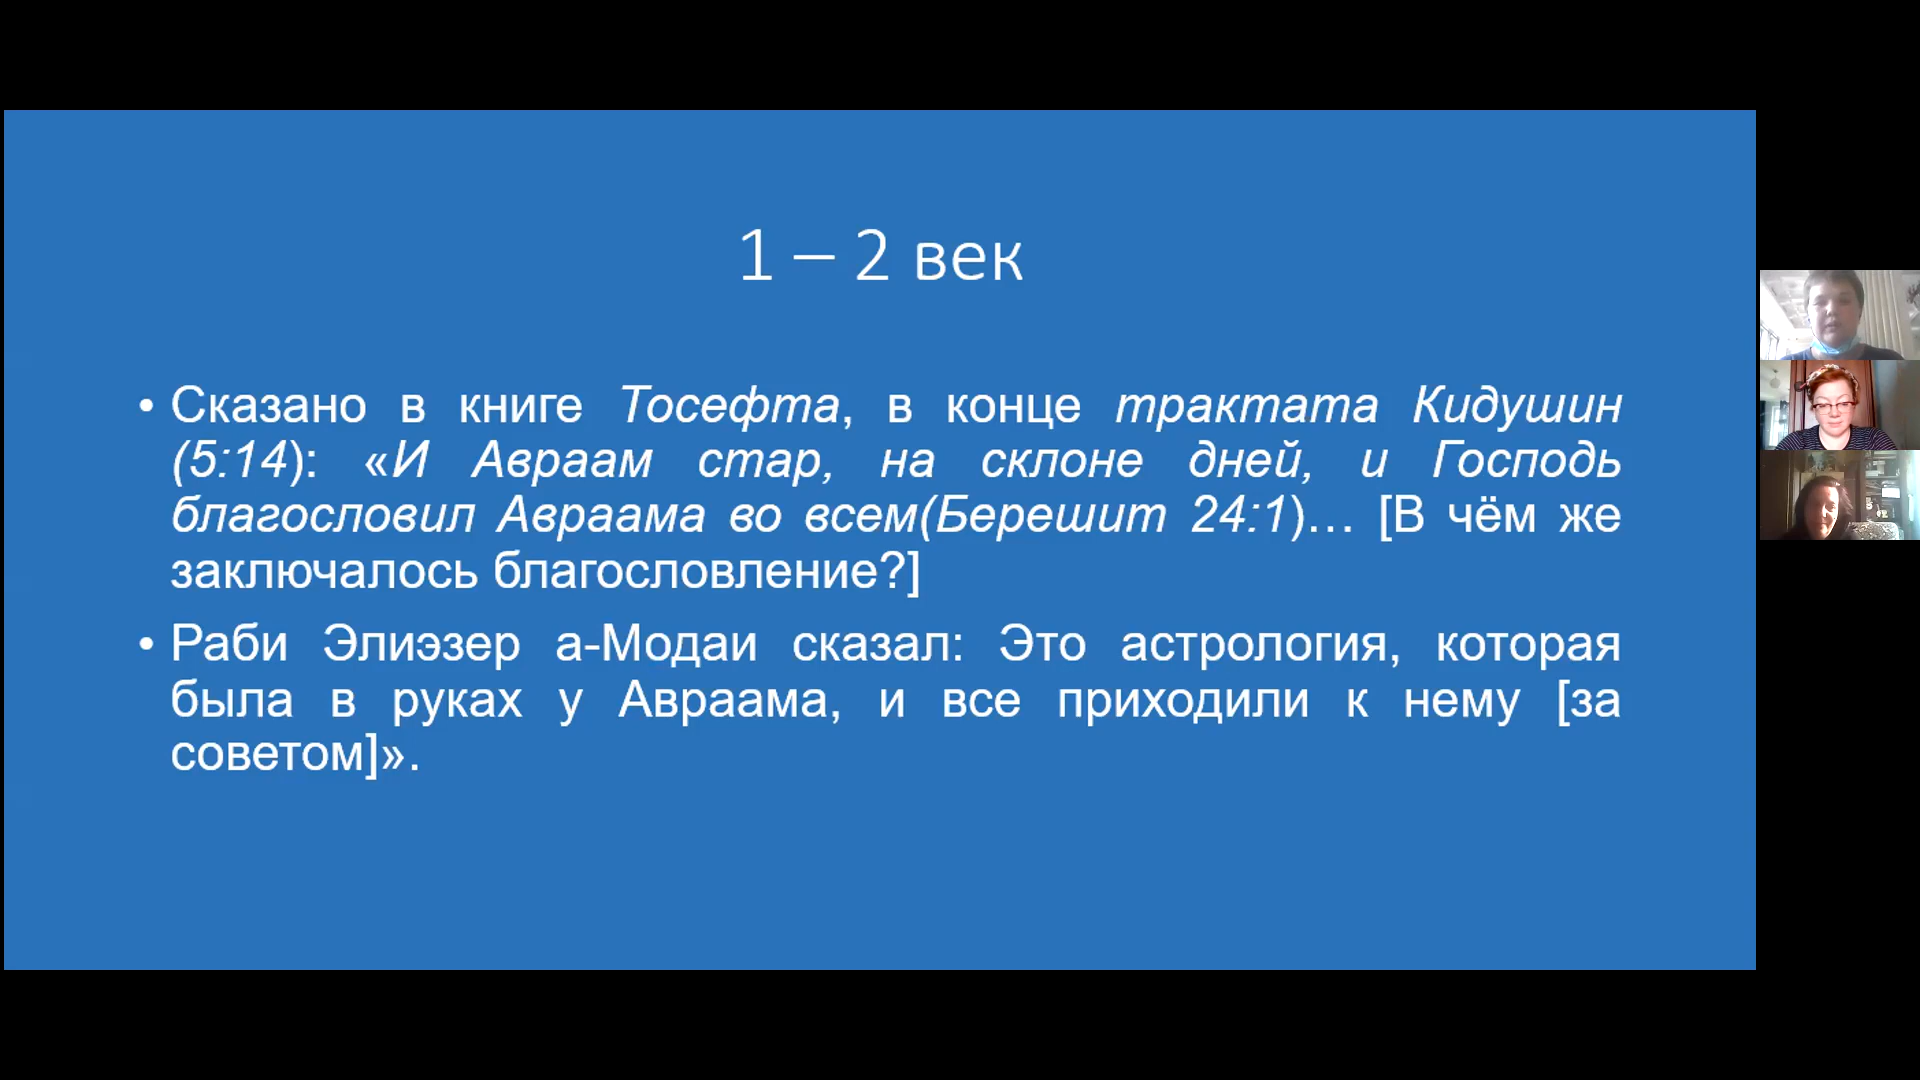 1 – 2 век
• Сказано в книге Тосефта, в конце трактата Кидушин
(5:14): «И Авраам стар, на склоне дней, и Господь
благословил Авраама во всем(Берешит 24:1)… [В чём же
заключалось благословление?]
• Раби Элиэзер а-Модаи сказал: Это астрология, которая
была в руках у Авраама, и все приходили к нему [за
советом]».